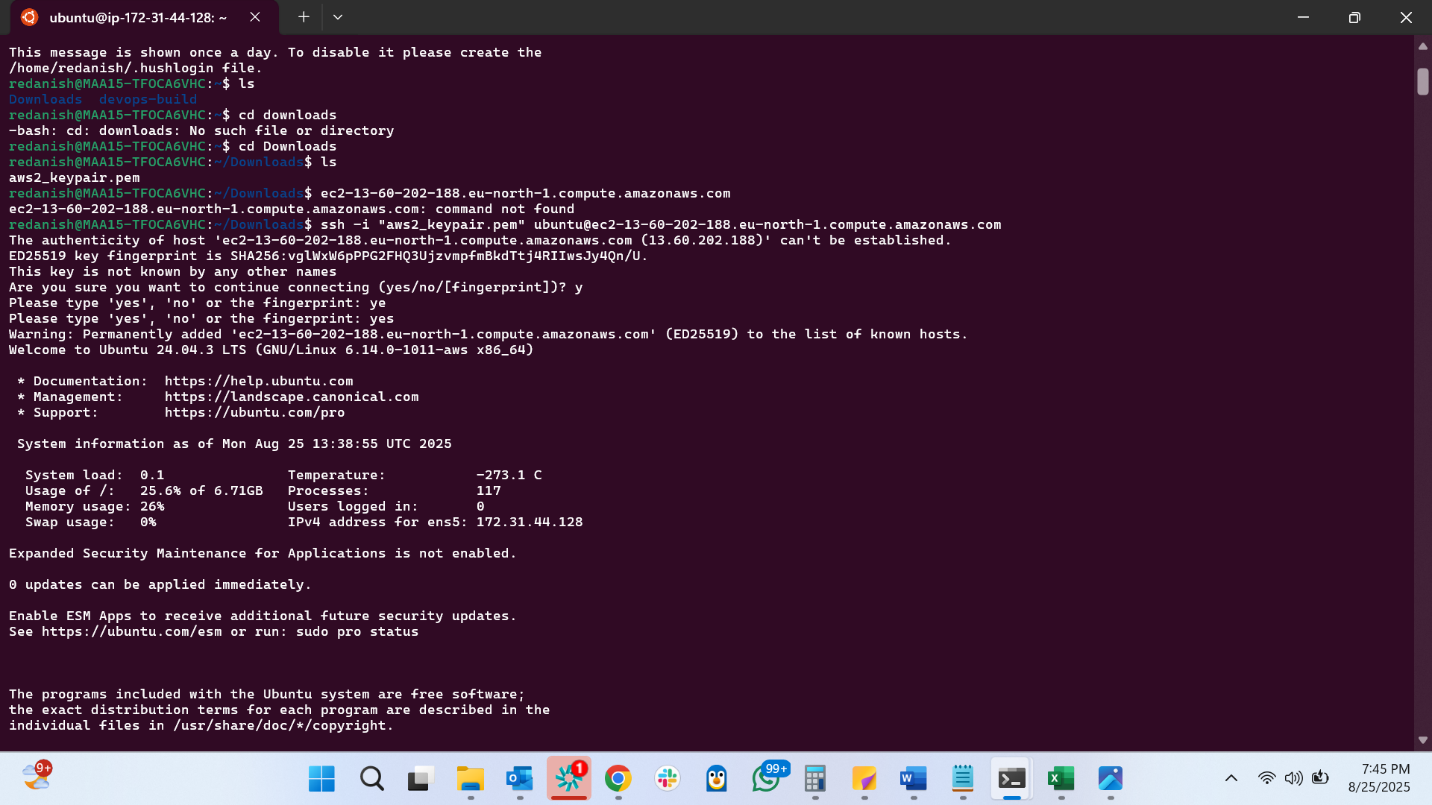 ubuntu@ip-172-31-44-128: ~
This message is shown once a day. To disable it please create the
/home/redanish/.hushlogin file.
redanish@MAA15-TFOCA6VHC:~$ ls
Downloads  devops-build
redanish@MAA15-TFOCA6VHC:~$ cd downloads
-bash: cd: downloads: No such file or directory
redanish@MAA15-TFOCA6VHC:~$ cd Downloads
redanish@MAA15-TFOCA6VHC:~/Downloads$ ls
aws2_keypair.pem
redanish@MAA15-TFOCA6VHC:~/Downloads$ ec2-13-60-202-188.eu-north-1.compute.amazonaws.com
ec2-13-60-202-188.eu-north-1.compute.amazonaws.com: command not found
redanish@MAA15-TFOCA6VHC:~/Downloads$ ssh -i "aws2_keypair.pem" ubuntu@ec2-13-60-202-188.eu-north-1.compute.amazonaws.com
The authenticity of host 'ec2-13-60-202-188.eu-north-1.compute.amazonaws.com (13.60.202.188)' can't be established.
ED25519 key fingerprint is SHA256:vglWxW6pPPG2FHQ3UjzvmpfmBkdTtj4RIIwsJy4Qn/U.
This key is not known by any other names
Are you sure you want to continue connecting (yes/no/[fingerprint])? y
Please type 'yes', 'no' or the fingerprint: ye
Please type 'yes', 'no' or the fingerprint: yes
Warning: Permanently added 'ec2-13-60-202-188.eu-north-1.compute.amazonaws.com' (ED25519) to the list of known hosts.
Welcome to Ubuntu 24.04.3 LTS (GNU/Linux 6.14.0-1011-aws x86_64)
* Documentation:  https://help.ubuntu.com
* Management:     https://landscape.canonical.com
* Support:        https://ubuntu.com/pro
System information as of Mon Aug 25 13:38:55 UTC 2025
System load:  0.1               Temperature:           -273.1 C
Usage of /:   25.6% of 6.71GB   Processes:             117
Memory usage: 26%               Users logged in:       0
Swap usage:   0%                IPv4 address for ens5: 172.31.44.128
Expanded Security Maintenance for Applications is not enabled.
0 updates can be applied immediately.
Enable ESM Apps to receive additional future security updates.
See https://ubuntu.com/esm or run: sudo pro status
The programs included with the Ubuntu system are free software;
the exact distribution terms for each program are described in the
individual files in /usr/share/doc/*/copyright.
9+
1
99+
7:45 PM
8/25/2025